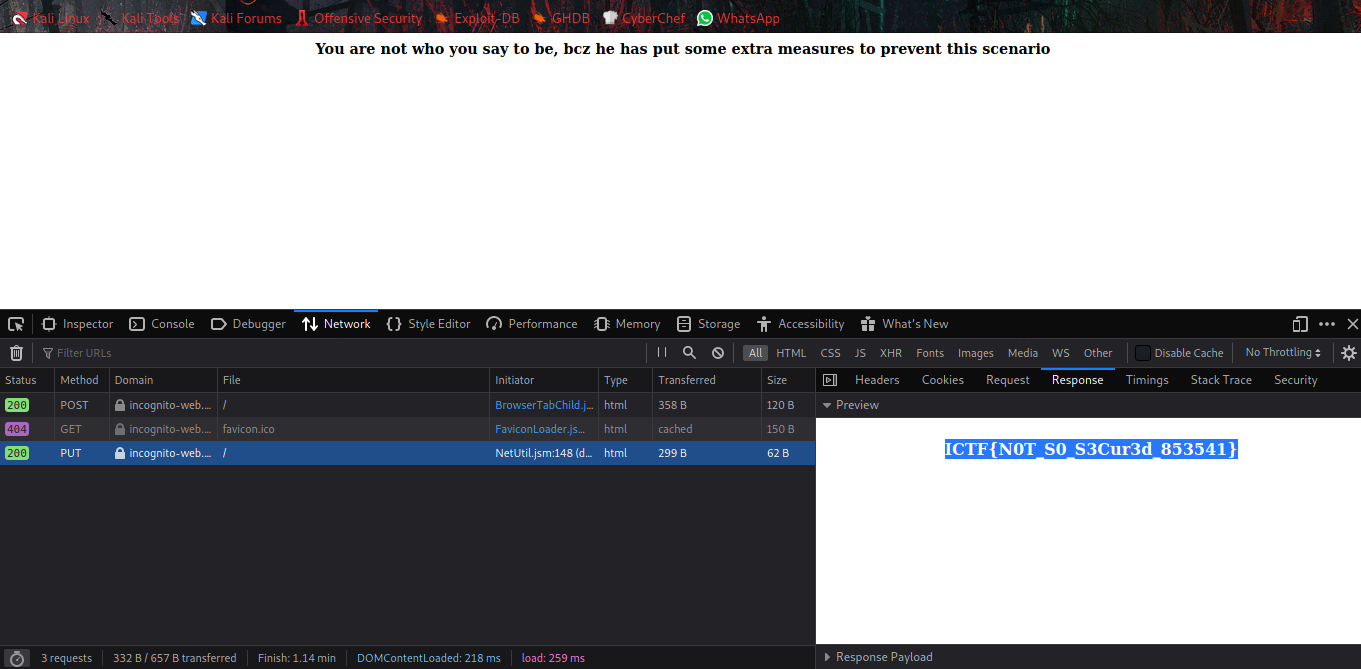 Kali Linux Kali Tools Kali Forums Offensive Security Exploit-DB GHDB CyberChef WhatsApp
You are not who you say to be, bcz he has put some extra measures to prevent this scenario
Inspector Console Debugger Network Style Editor Performance Memory Storage Accessibility What's New
Filter URLs All HTML CSS JS XHR Fonts Images Media WS Other Disable Cache No Throttling
Status Method Domain File Initiator Type Transferred Size Headers Cookies Request Response Timings Stack Trace Security
200 POST incognito-web.... / BrowserTabChild.j... html 358 B 120 B Preview
404 GET incognito-web.... favicon.ico FaviconLoader.js... html cached 150 B
ICTF{N0T_S0_S3Cur3d_853541}
200 PUT incognito-web.... / NetUtil.jsm:148 (d... html 299 B 62 B
3 requests 332 B / 657 B transferred Finish: 1.14 min DOMContentLoaded: 218 ms load: 259 ms Response Payload